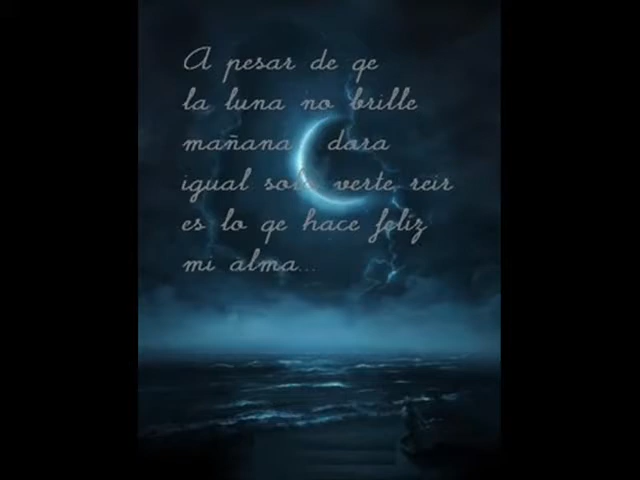 A pesar de qe
la luna no brille
mañana dara
igual solo verte reir
es lo qe hace feliz
mi alma...